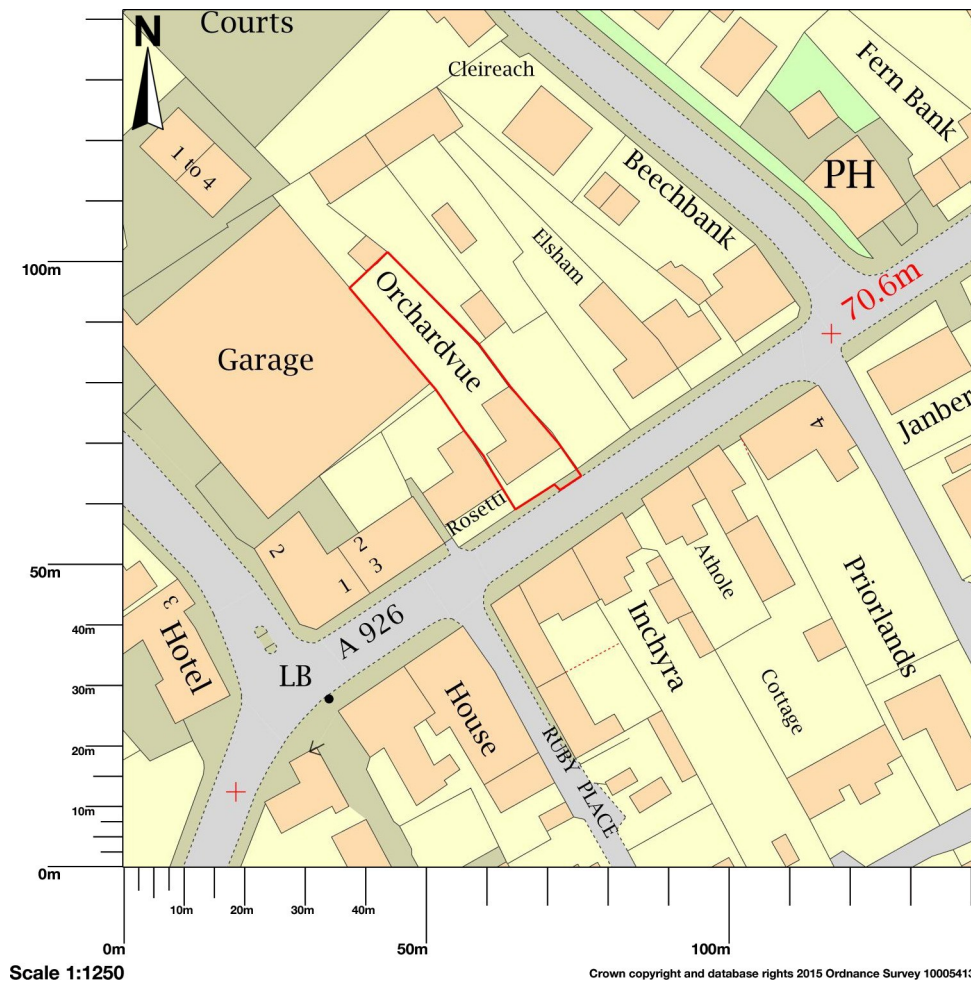 Courts
N
Cleireach
Fern Bank
1 to 4
PH
Beechbank
Elsham
100m
70.6m
Orchardvue
Garage
Janber
4
Rosetti
2
2
3
1
50m
Athole
Priorlands
3
A 926
Inchyra
40m
Hotel
LB
House
Cottage
30m
20m
RUBY PLACE
10m
0m
10m
20m
30m
40m
0m
50m
100m
Scale 1:1250
Crown copyright and database rights 2015 Ordnance Survey 10005413